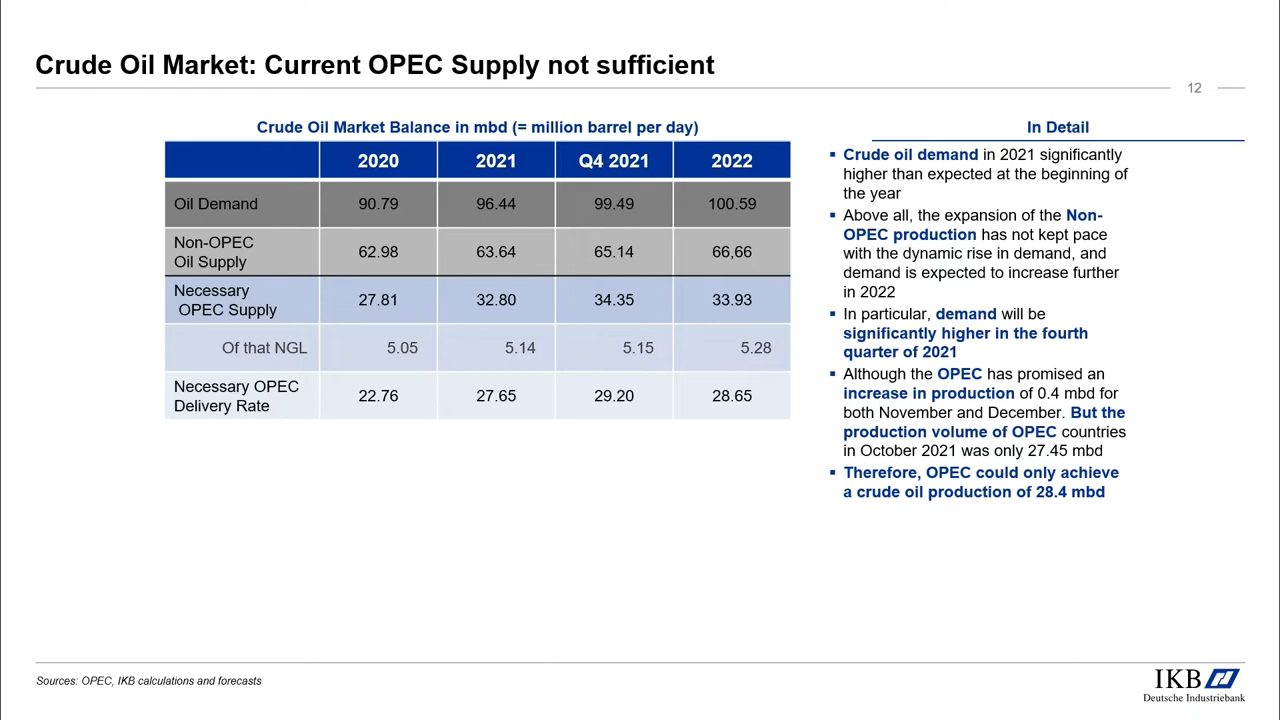 Crude Oil Market: Current OPEC Supply not sufficient
12
Crude Oil Market Balance in mbd (= million barrel per day)
2020 2021 Q4 2021 2022
Oil Demand 90.79 96.44 99.49 100.59
Non-OPEC
Oil Supply 62.98 63.64 65.14 66,66
Necessary
OPEC Supply 27.81 32.80 34.35 33.93
Of that NGL 5.05 5.14 5.15 5.28
Necessary OPEC
Delivery Rate 22.76 27.65 29.20 28.65
In Detail
▪ Crude oil demand in 2021 significantly
higher than expected at the beginning of
the year
▪ Above all, the expansion of the Non-
OPEC production has not kept pace
with the dynamic rise in demand, and
demand is expected to increase further
in 2022
▪ In particular, demand will be
significantly higher in the fourth
quarter of 2021
▪ Although the OPEC has promised an
increase in production of 0.4 mbd for
both November and December. But the
production volume of OPEC countries
in October 2021 was only 27.45 mbd
▪ Therefore, OPEC could only achieve
a crude oil production of 28.4 mbd
Sources: OPEC, IKB calculations and forecasts
IKB
Deutsche Industriebank